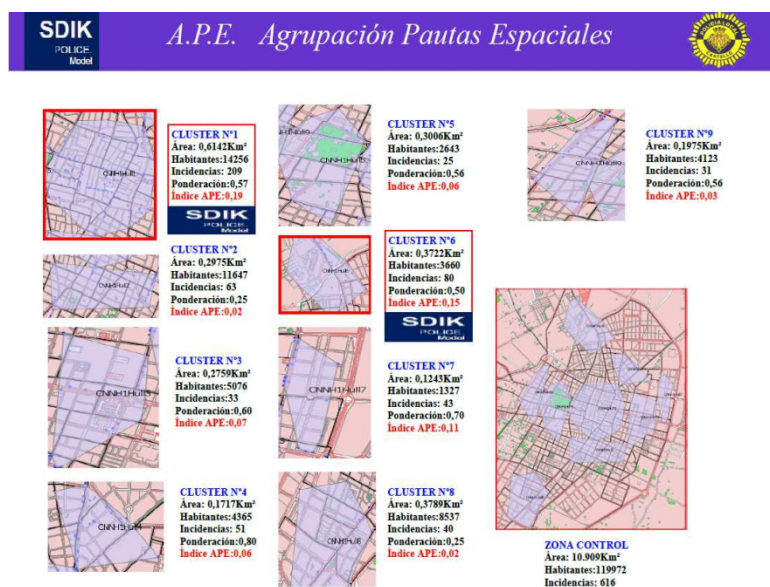 SDIK
POLICE.
Model
A.P.E. Agrupación Pautas Espaciales
POLICIA LOCAL
CASTELLÓ
CLUSTER Nº1
Área: 0,6142Km²
Habitantes:14256
Incidencias: 209
Ponderación:0,57
Índice APE:0,19
SDIK
POLICE.
Model
CLUSTER Nº2
Área: 0,2975Km²
Habitantes:11647
Incidencias: 63
Ponderación:0,25
Índice APE:0,02
CNNH1Hull3
CLUSTER Nº3
Área: 0,2759Km²
Habitantes:5076
Incidencias:33
Ponderación:0,60
Índice APE:0,07
CNNH1Hull4
CLUSTER Nº4
Área: 0,1717Km²
Habitantes:4365
Incidencias: 51
Ponderación:0,80
Índice APE:0,06
CLUSTER Nº5
Área: 0,3006Km²
Habitantes:2643
Incidencias: 25
Ponderación:0,56
Índice APE:0,06
CLUSTER Nº6
Área: 0,3722Km²
Habitantes:3660
Incidencias: 80
Ponderación:0,50
Índice APE:0,15
SDIK
POLICE.
Model
CNNH1Hull7
CLUSTER Nº7
Área: 0,1243Km²
Habitantes:1327
Incidencias: 43
Ponderación:0,70
Índice APE:0,11
CNNH1Hull8
CLUSTER Nº8
Área: 0,3789Km²
Habitantes:8537
Incidencias: 40
Ponderación:0,25
Índice APE:0,02
CLUSTER Nº9
Área: 0,1975Km²
Habitantes:4123
Incidencias: 31
Ponderación:0,56
Índice APE:0,03
ZONA CONTROL
Área: 10.909Km²
Habitantes:119972
Incidencias: 616